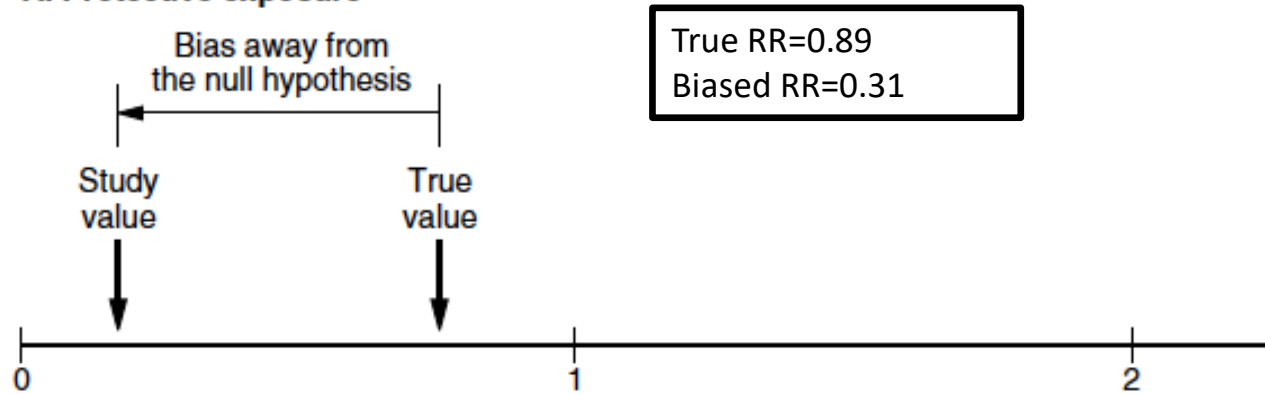 Bias away from
the null hypothesis
True RR=0.89
Biased RR=0.31
Study
value
True
value
0
1
2